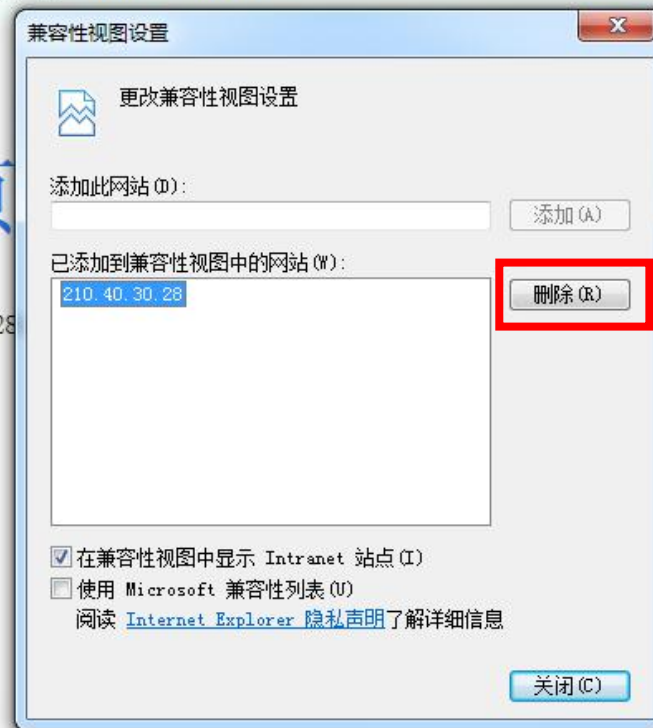 兼容性视图设置
更改兼容性视图设置
添加此网站(D):
添加(A)
已添加到兼容性视图中的网站(W):
210.40.30.28
删除(R)
28
在兼容性视图中显示 Intranet 站点(I)
使用 Microsoft 兼容性列表(U)
阅读 Internet Explorer 隐私声明了解详细信息
关闭(C)